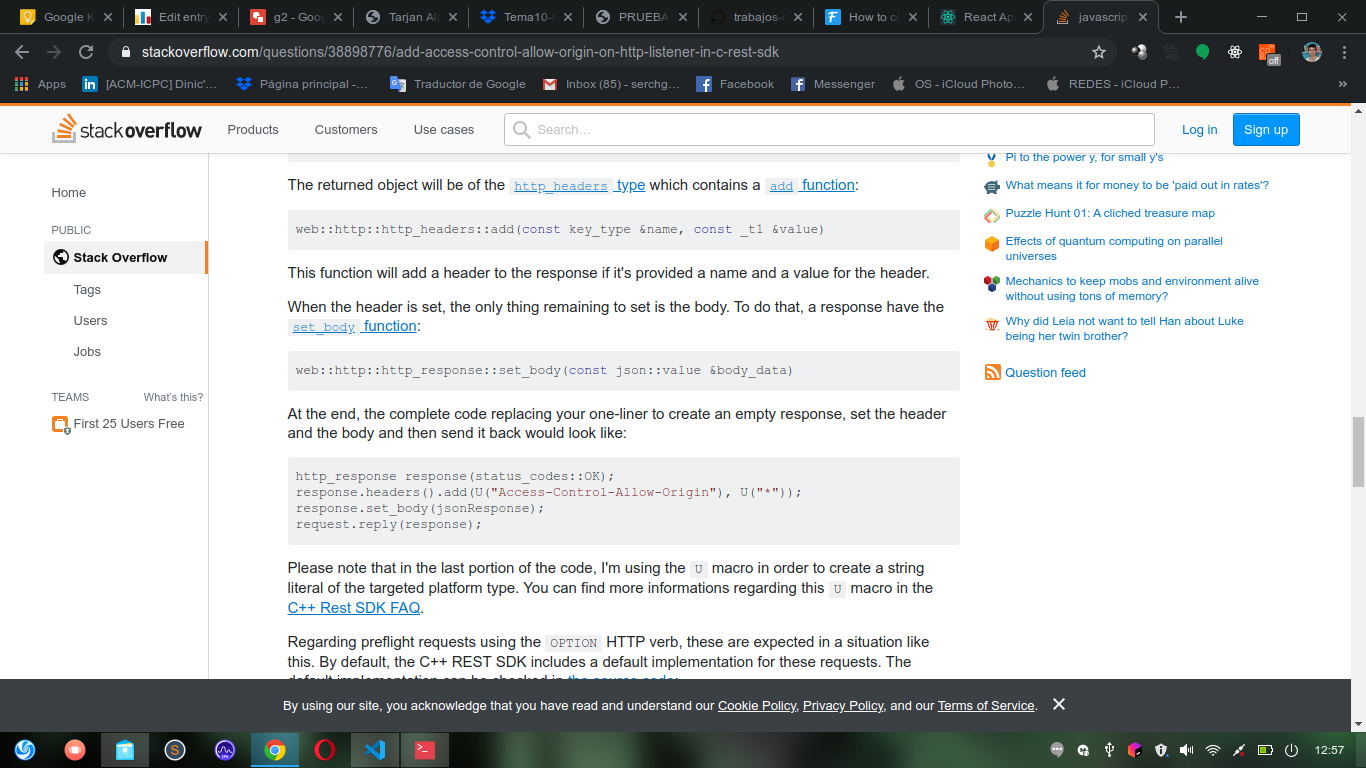 Google K
Edit entry
g2 - Goog
Tarjan Al
Tema10-
PRUEBA
trabajos-
How to c
React Ap
javascrip
stackoverflow.com/questions/38898776/add-access-control-allow-origin-on-http-listener-in-c-rest-sdk
off
Apps
[ACM-ICPC] Dinic'...
Página principal -...
Traductor de Google
Inbox (85) - serchg...
Facebook
Messenger
OS - iCloud Photo...
REDES - iCloud P...
»
stackoverflow
Products
Customers
Use cases
Search...
Log in
Sign up
Home
PUBLIC
Stack Overflow
Tags
Users
Jobs
TEAMS
What's this?
First 25 Users Free
The returned object will be of the http_headers type which contains a add function:
web::http::http_headers::add(const key_type &name, const _t1 &value)
This function will add a header to the response if it's provided a name and a value for the header.
When the header is set, the only thing remaining to set is the body. To do that, a response have the
set_body function:
web::http::http_response::set_body(const json::value &body_data)
At the end, the complete code replacing your one-liner to create an empty response, set the header
and the body and then send it back would look like:
http_response response(status_codes::OK);
response.headers().add(U("Access-Control-Allow-Origin"), U("*"));
response.set_body(jsonResponse);
request.reply(response);
Please note that in the last portion of the code, I'm using the U macro in order to create a string
literal of the targeted platform type. You can find more informations regarding this U macro in the
C++ Rest SDK FAQ.
Regarding preflight requests using the OPTION HTTP verb, these are expected in a situation like
this. By default, the C++ REST SDK includes a default implementation for these requests. The
default implementation can be checked in the source code:
Pi to the power y, for small y's
What means it for money to be 'paid out in rates'?
Puzzle Hunt 01: A cliched treasure map
Effects of quantum computing on parallel
universes
Mechanics to keep mobs and environment alive
without using tons of memory?
Why did Leia not want to tell Han about Luke
being her twin brother?
Question feed
By using our site, you acknowledge that you have read and understand our Cookie Policy, Privacy Policy, and our Terms of Service.
12:57